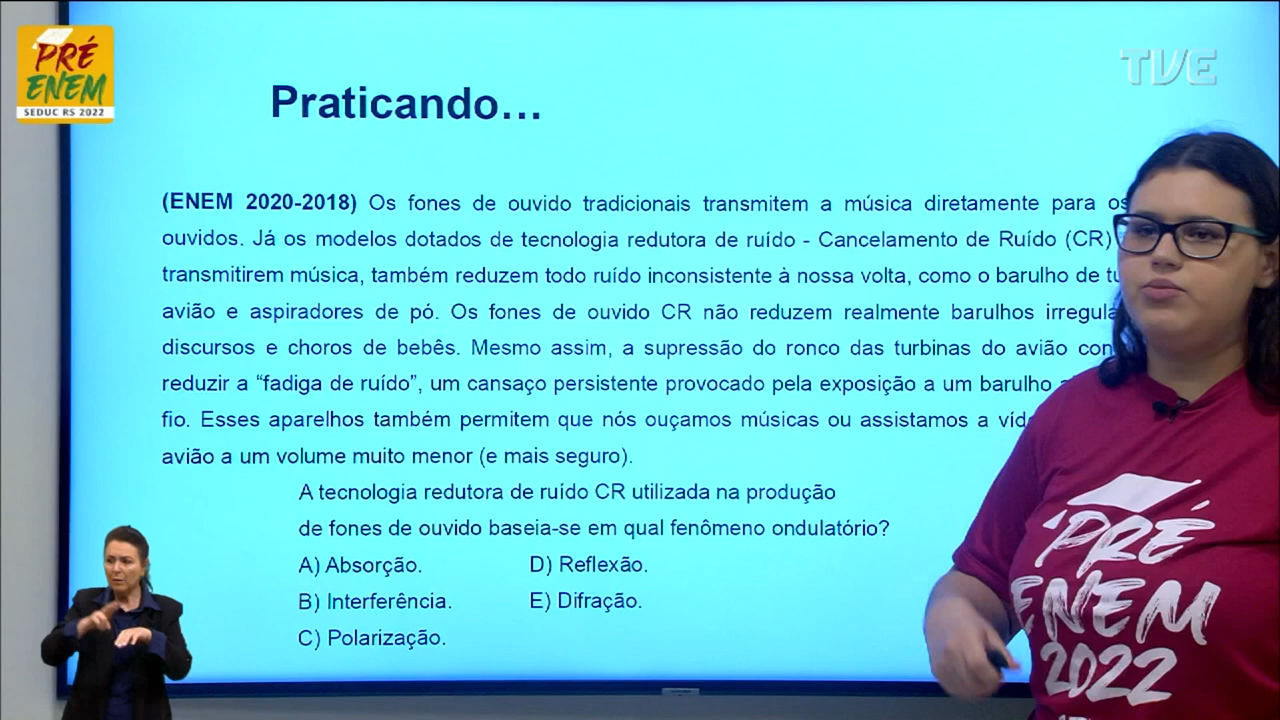 PRÉ
ENEM
SEDUC RS 2022
TVE
Praticando...
(ENEM 2020-2018) Os fones de ouvido tradicionais transmitem a música diretamente para os
ouvidos. Já os modelos dotados de tecnologia redutora de ruído - Cancelamento de Ruído (CR)
transmitirem música, também reduzem todo ruído inconsistente à nossa volta, como o barulho de
avião e aspiradores de pó. Os fones de ouvido CR não reduzem realmente barulhos
discursos e choros de bebês. Mesmo assim, a supressão do ronco das turbinas do avião
reduzir a “fadiga de ruído”, um cansaço persistente provocado pela exposição a um barulho
fio. Esses aparelhos também permitem que nós ouçamos músicas ou assistamos a
avião a um volume muito menor (e mais seguro).
A tecnologia redutora de ruído CR utilizada na produção
de fones de ouvido baseia-se em qual fenômeno ondulatório?
A) Absorção. D) Reflexão.
B) Interferência. E) Difração.
C) Polarização.
PRÉ
ENEM
2022